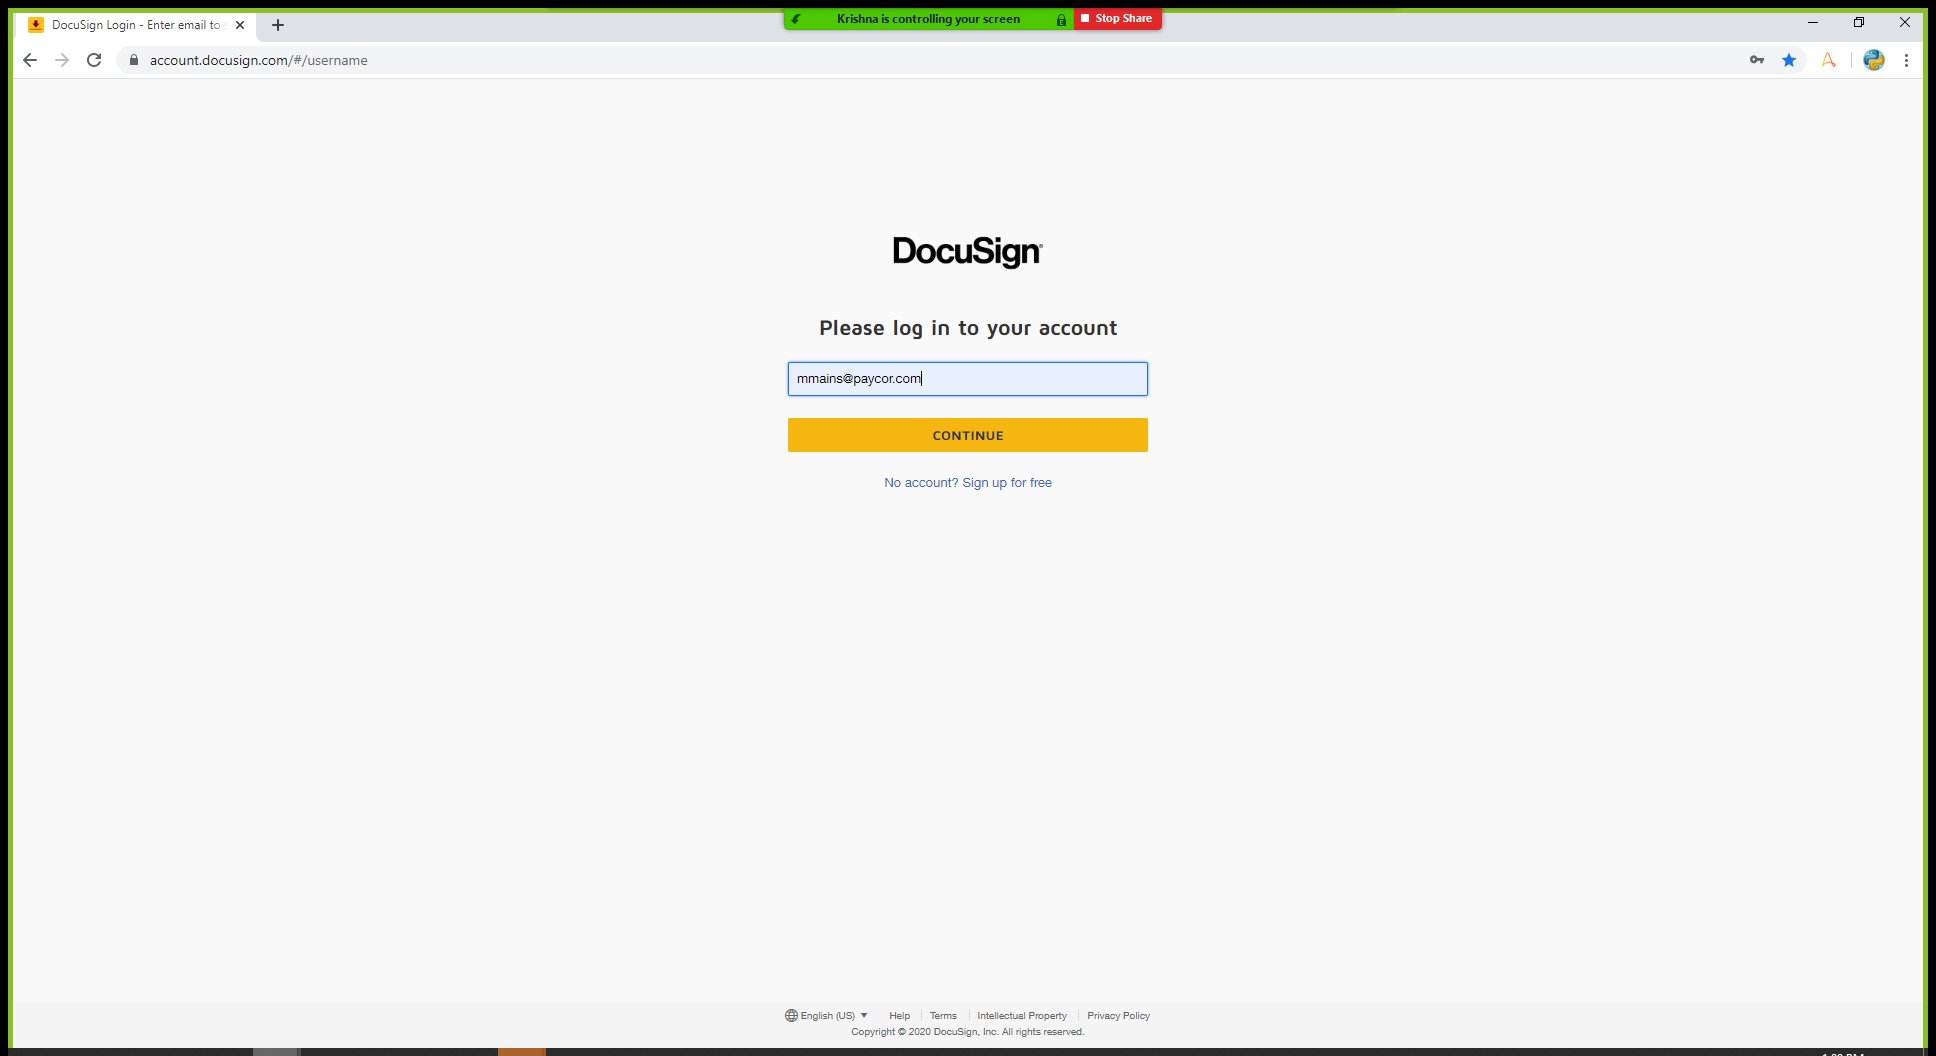 DocuSign Login - Enter email to
Krishna is controlling your screen
Stop Share
account.docusign.com/#/username
DocuSign
Please log in to your account
mmains@paycor.com
CONTINUE
No account? Sign up for free
English (US) Help Terms Intellectual Property Privacy Policy
Copyright © 2020 DocuSign, Inc. All rights reserved.